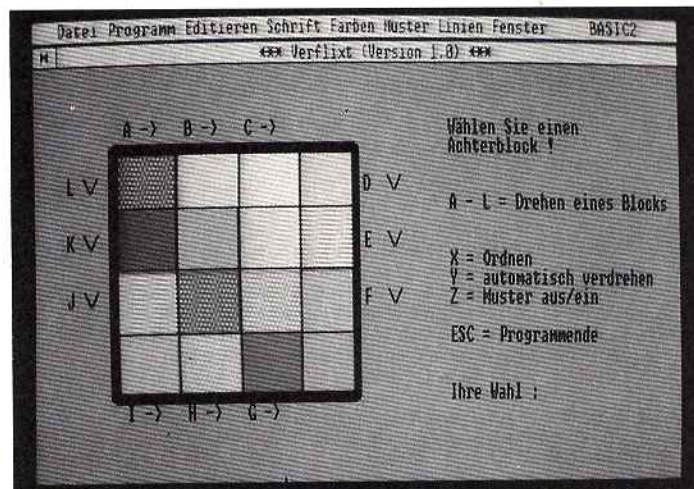 Datei Programm Editieren Schrift Farben Muster Linien Fenster BASIC2
*** Verflixt (Version 1.0) ***
A -> B -> C ->
Wählen Sie einen
Achterblock !
L V D V
A - L = Drehen eines Blocks
K V E V
X = Ordnen
Y = automatisch verdrehen
Z = Muster aus/ein
J V F V
ESC = Programmende
Ihre Wahl :
I -> H -> G ->